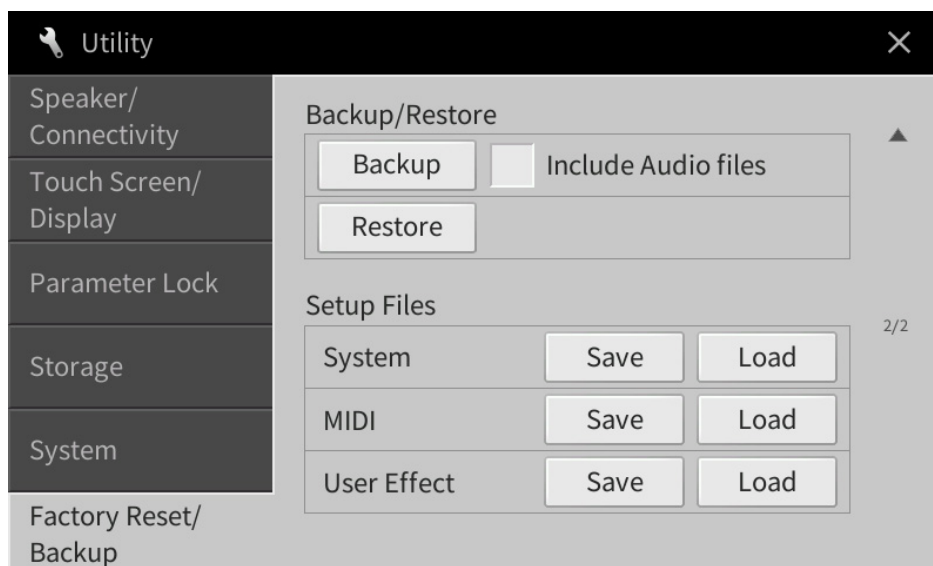 Utility
Speaker/
Connectivity
Touch Screen/
Display
Parameter Lock
Storage
System
Factory Reset/
Backup
Backup/Restore
Backup Include Audio files
Restore
Setup Files
System Save Load
MIDI Save Load
User Effect Save Load
2/2